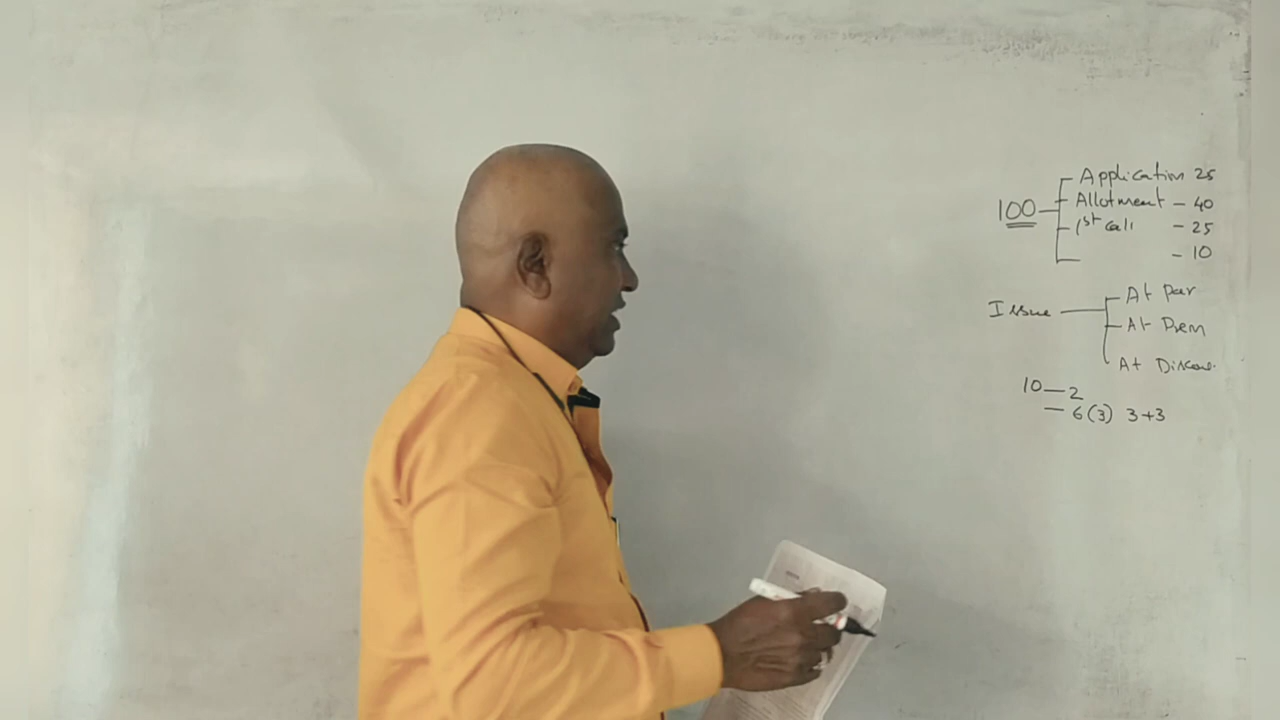 Application 25
100 Allotment - 40
1st call - 25
- 10
Issue At Par
At Prem
At Discou
10 - 2
- 6(3) 3+3